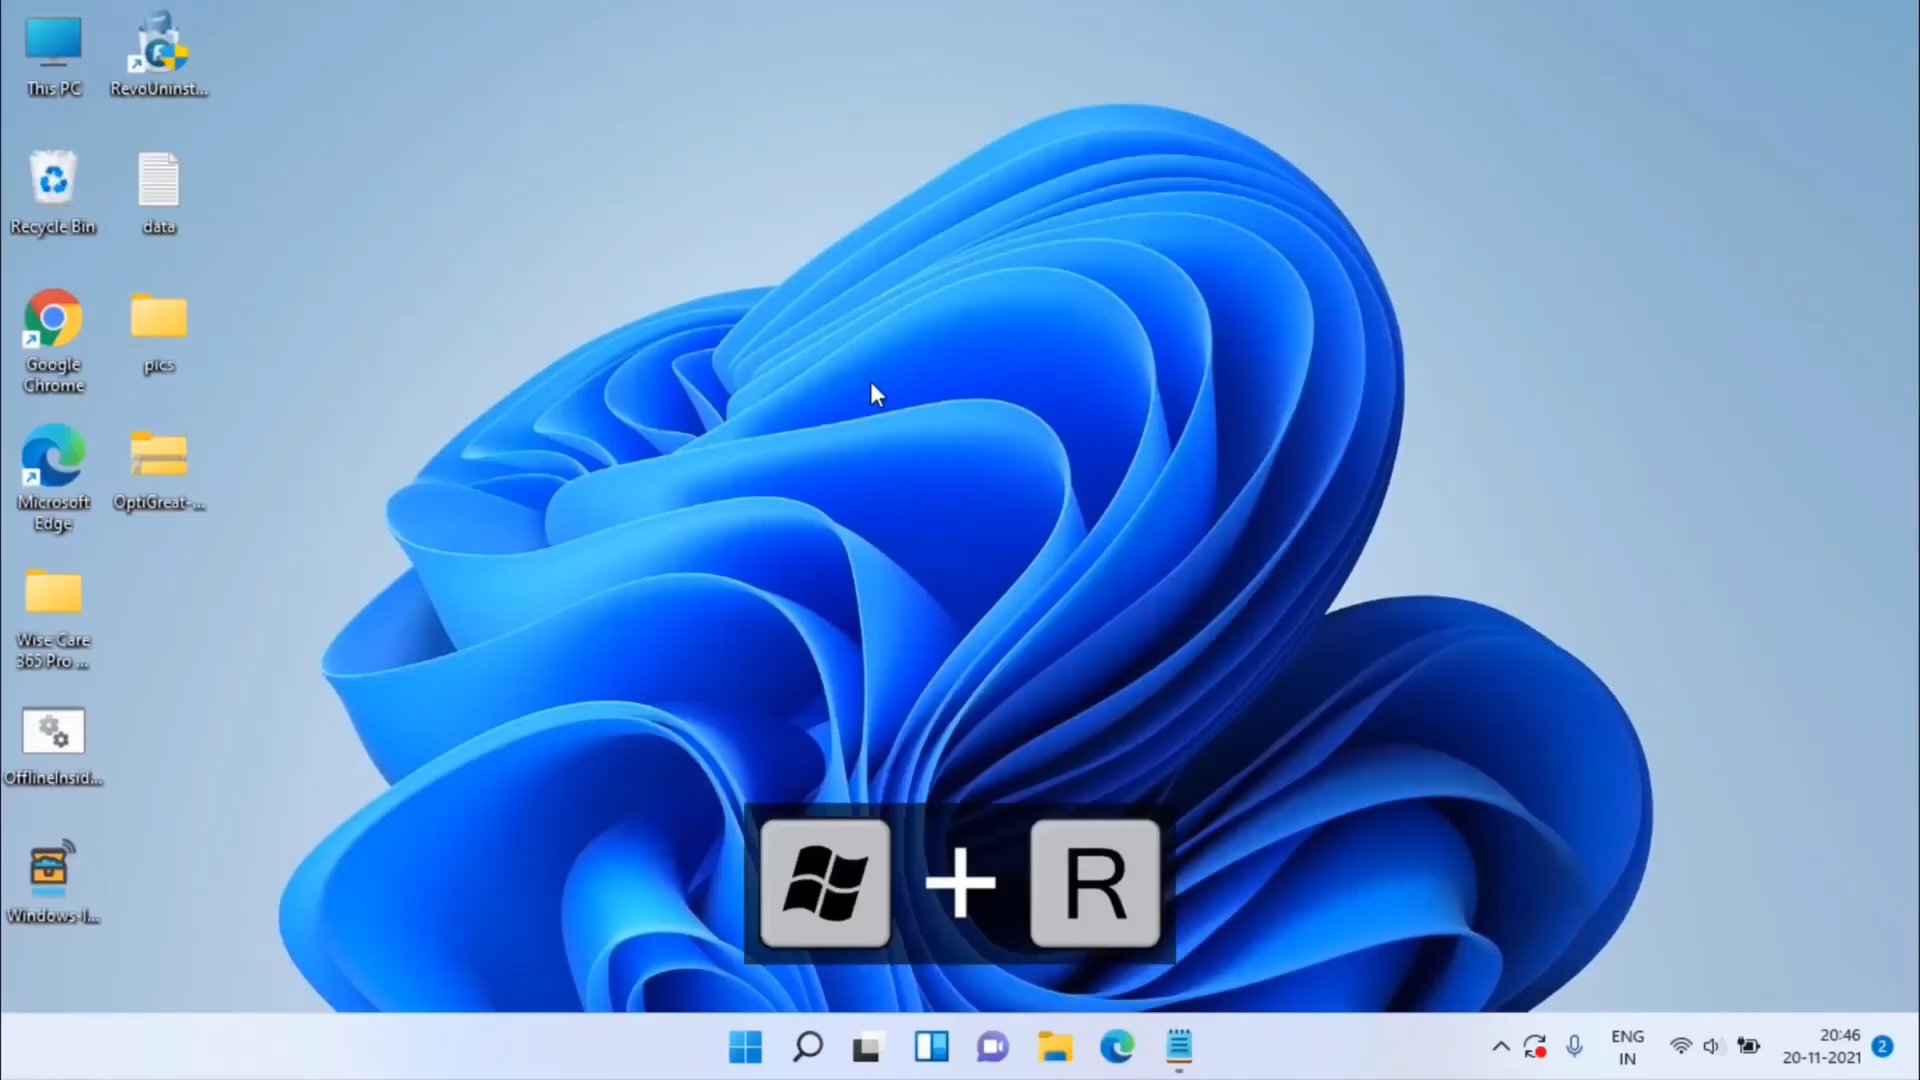 This PC
RevoUninst...
Recycle Bin
data
Google
Chrome
pics
Microsoft
Edge
OptiGreat-...
Wise Care
365 Pro ...
OfflineInsid...
Windows-I...
+ R
ENG
IN
20:46
20-11-2021
2